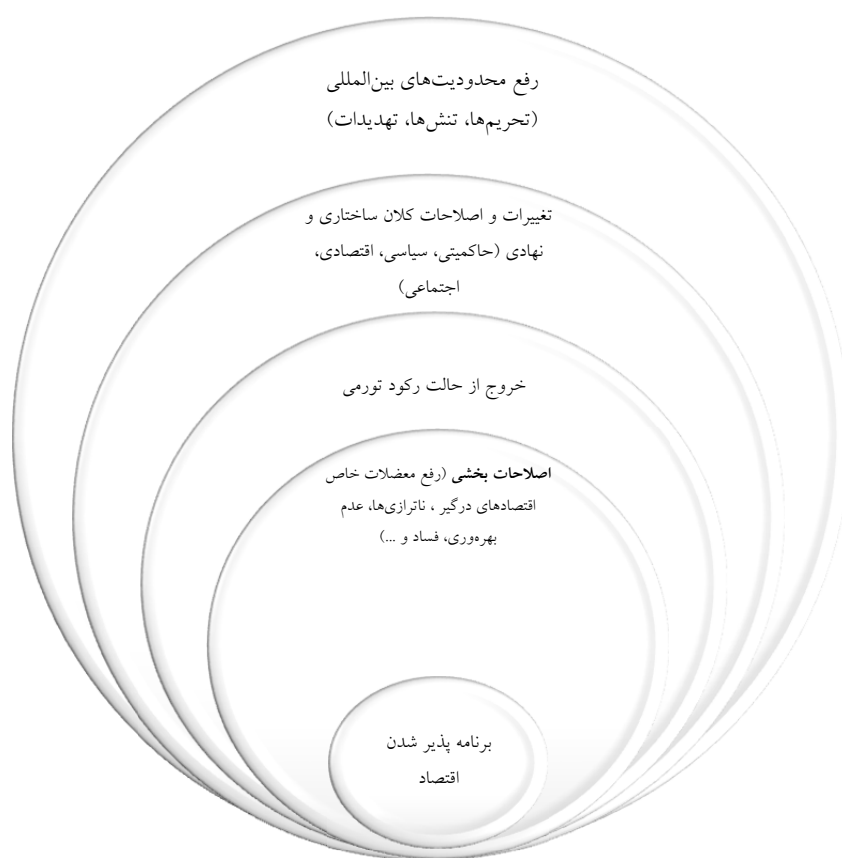 رفع محدودیت‌های بین‌المللی
(تحریم‌ها، تنش‌ها، تهدیدات)
تغییرات و اصلاحات کلان ساختاری و
نهادی (حاکمیتی، سیاسی، اقتصادی،
اجتماعی)
خروج از حالت رکود تورمی
اصلاحات بخشی (رفع معضلات خاص
اقتصادهای درگیر ، ناترازی‌ها، عدم
بهره‌وری، فساد و ...)
برنامه پذیر شدن
اقتصاد